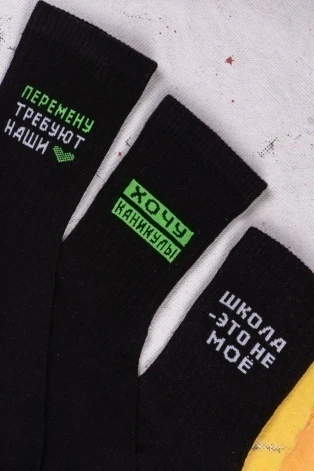 ПЕРЕМЕНУ
ТРЕБУЮТ
НАШИ
ХОЧУ
КАНИКУЛЫ
ШКОЛА
-ЭТО НЕ
МОЁ